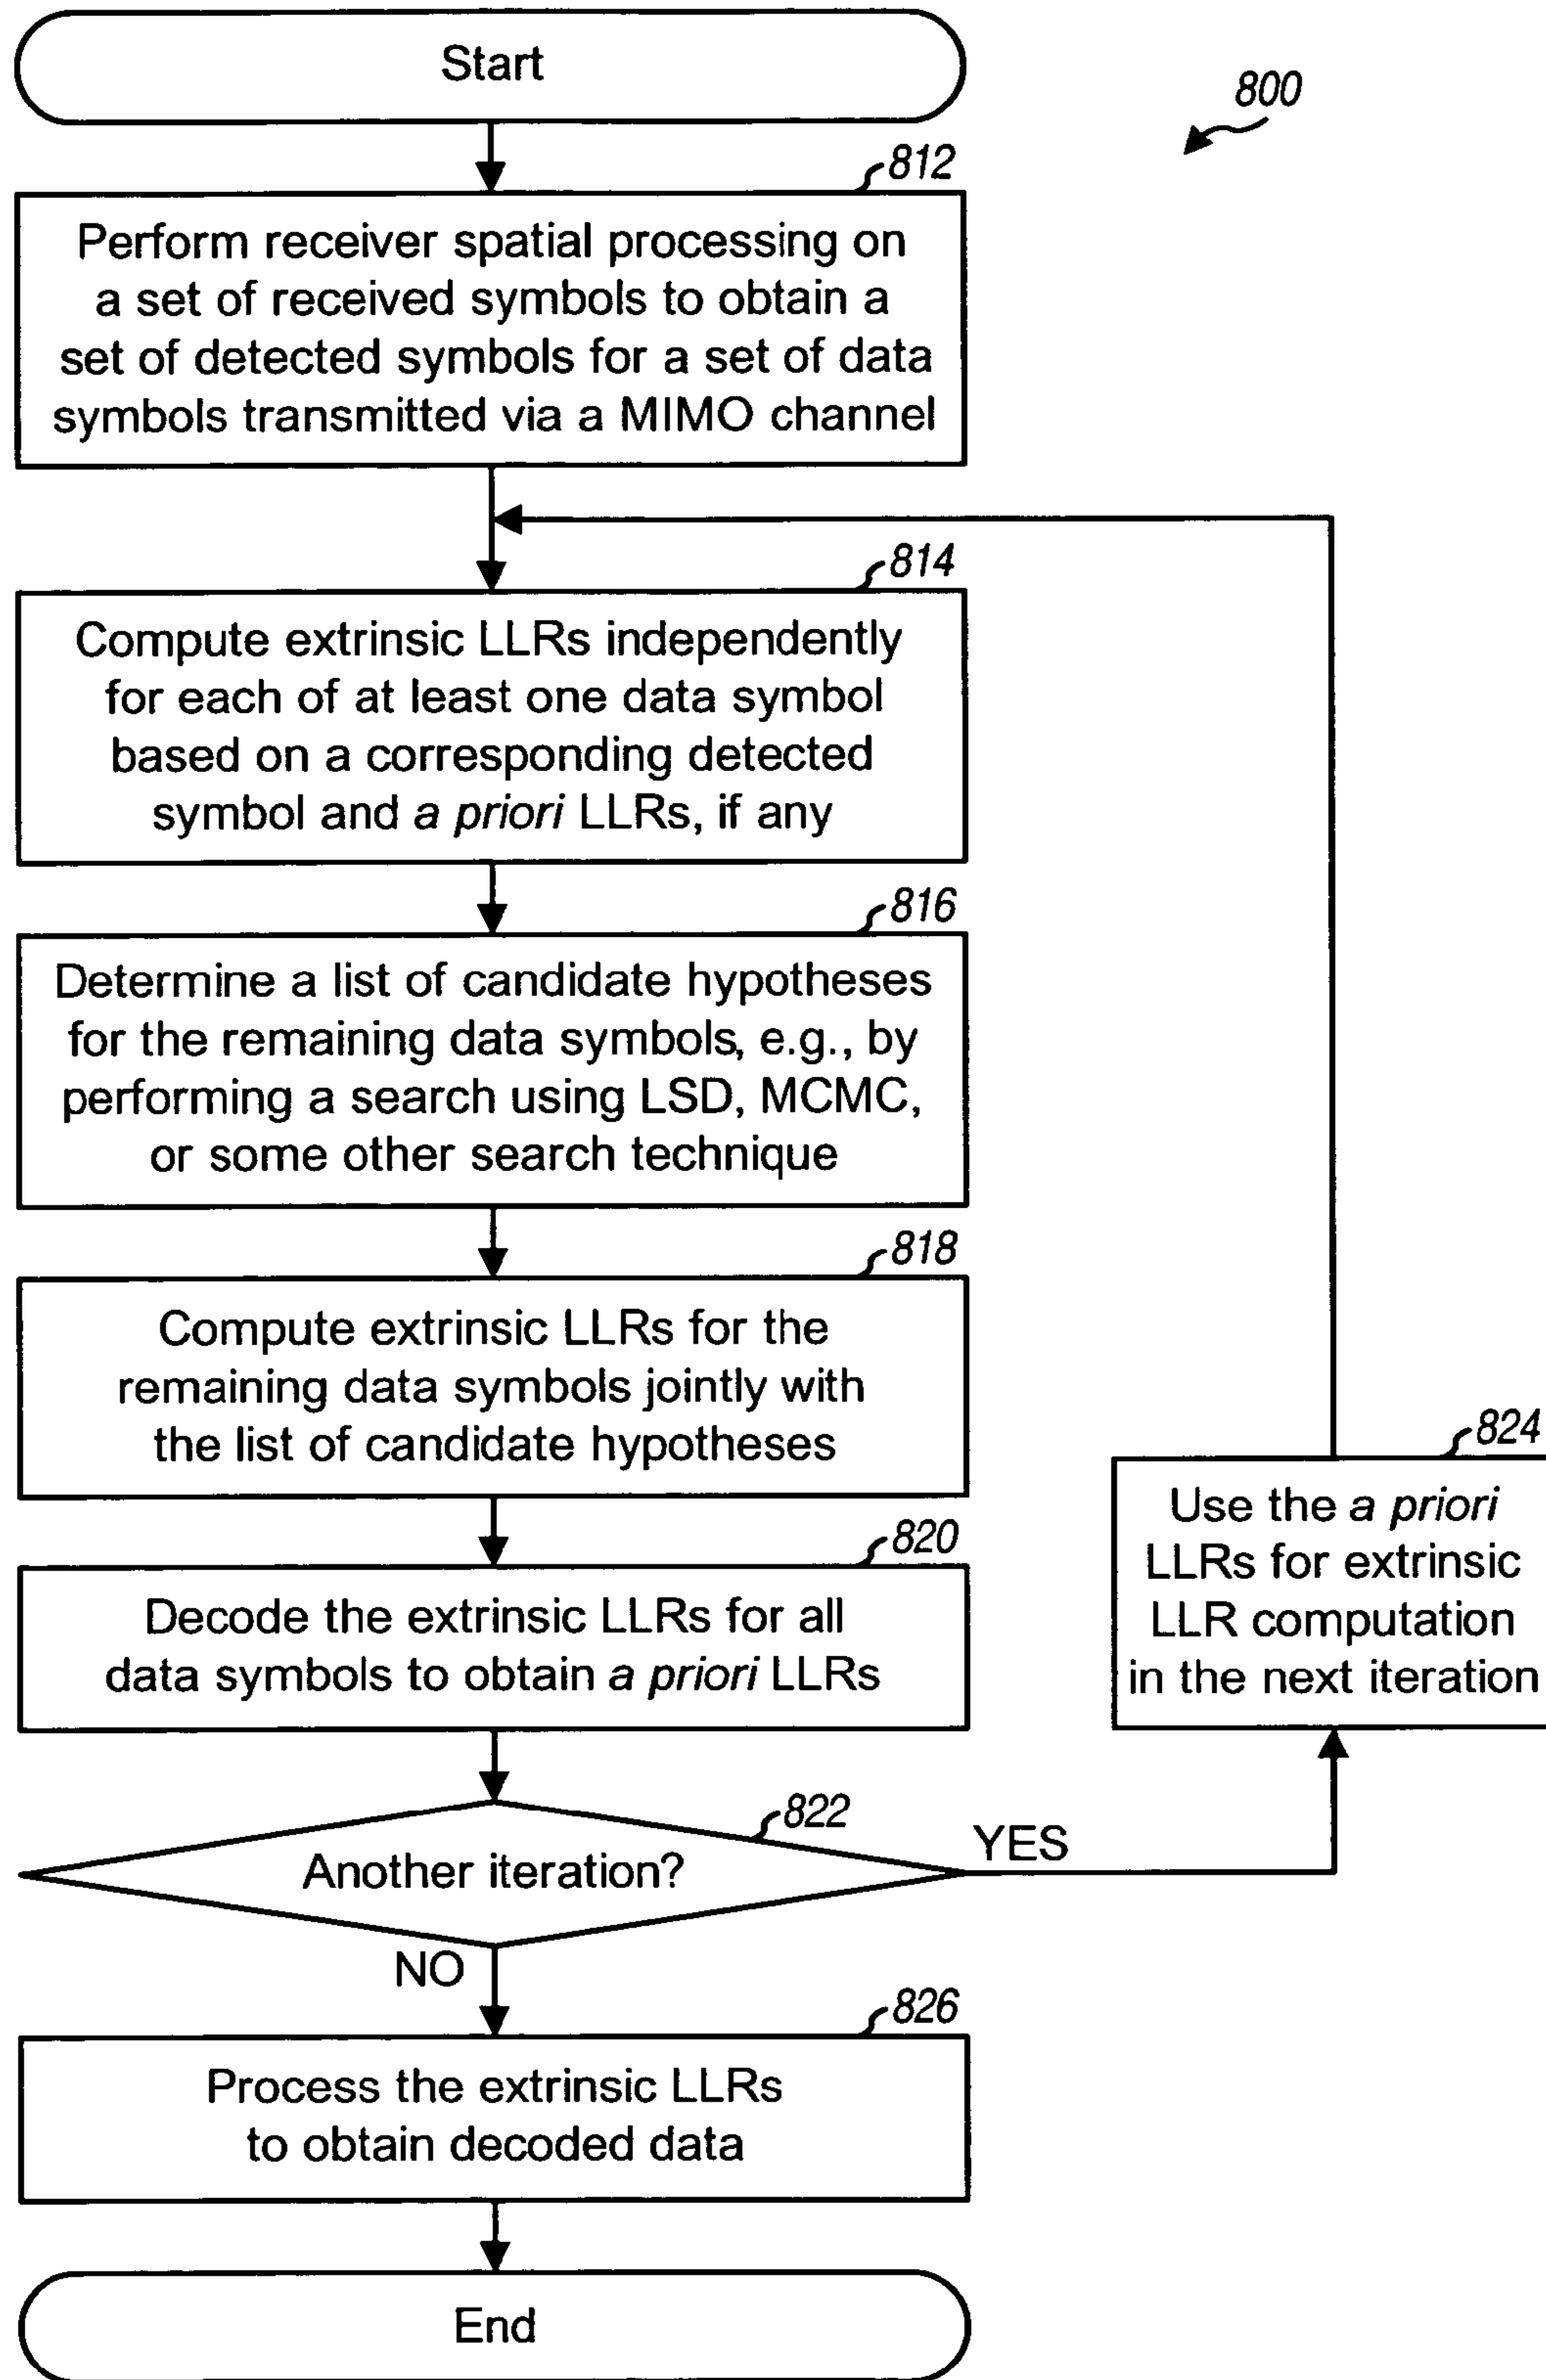 Start
800
812
Perform receiver spatial processing on
a set of received symbols to obtain a
set of detected symbols for a set of data
symbols transmitted via a MIMO channel
814
Compute extrinsic LLRs independently
for each of at least one data symbol
based on a corresponding detected
symbol and a priori LLRs, if any
816
Determine a list of candidate hypotheses
for the remaining data symbols, e.g., by
performing a search using LSD, MCMC,
or some other search technique
818
Compute extrinsic LLRs for the
remaining data symbols jointly with
the list of candidate hypotheses
820
Decode the extrinsic LLRs for all
data symbols to obtain a priori LLRs
822
Another iteration?
YES
824
Use the a priori
LLRs for extrinsic
LLR computation
in the next iteration
NO
826
Process the extrinsic LLRs
to obtain decoded data
End